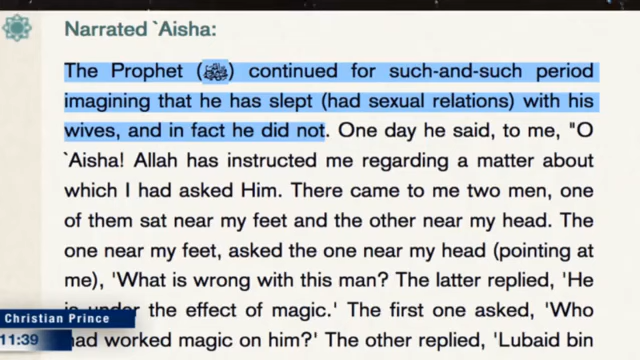 Narrated `Aisha:
The Prophet (ﷺ) continued for such-and-such period
imagining that he has slept (had sexual relations) with his
wives, and in fact he did not. One day he said, to me, "O
`Aisha! Allah has instructed me regarding a matter about
which I had asked Him. There came to me two men, one
of them sat near my feet and the other near my head. The
one near my feet, asked the one near my head (pointing at
me), 'What is wrong with this man? The latter replied, 'He
is under the effect of magic.' The first one asked, 'Who
had worked magic on him?' The other replied, 'Lubaid bin
Christian Prince
11:39